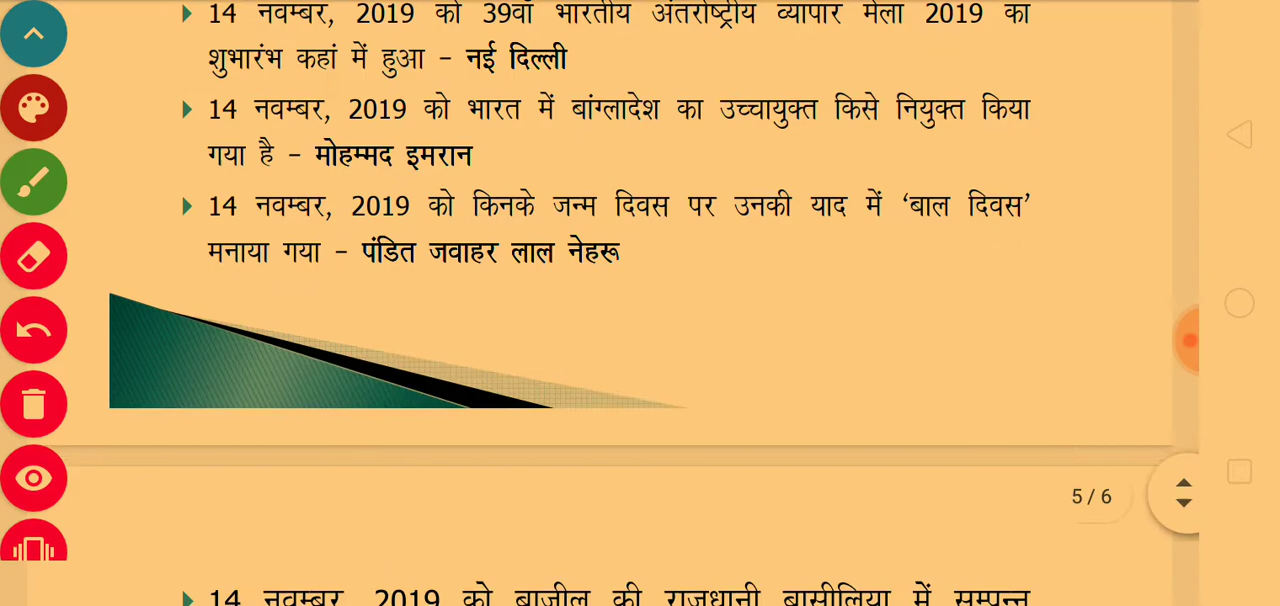 14 नवम्बर, 2019 को 39वां भारतीय अंतर्राष्ट्रीय व्यापार मेला 2019 का
शुभारंभ कहां में हुआ – नई दिल्ली
14 नवम्बर, 2019 को भारत में बांग्लादेश का उच्चायुक्त किसे नियुक्त किया
गया है – मोहम्मद इमरान
14 नवम्बर, 2019 को किनके जन्म दिवस पर उनकी याद में ‘बाल दिवस’
मनाया गया – पंडित जवाहर लाल नेहरू
5 / 6
14 नवम्बर, 2019 को ब्राजील की राजधानी ब्रासीलिया में सम्पन्न